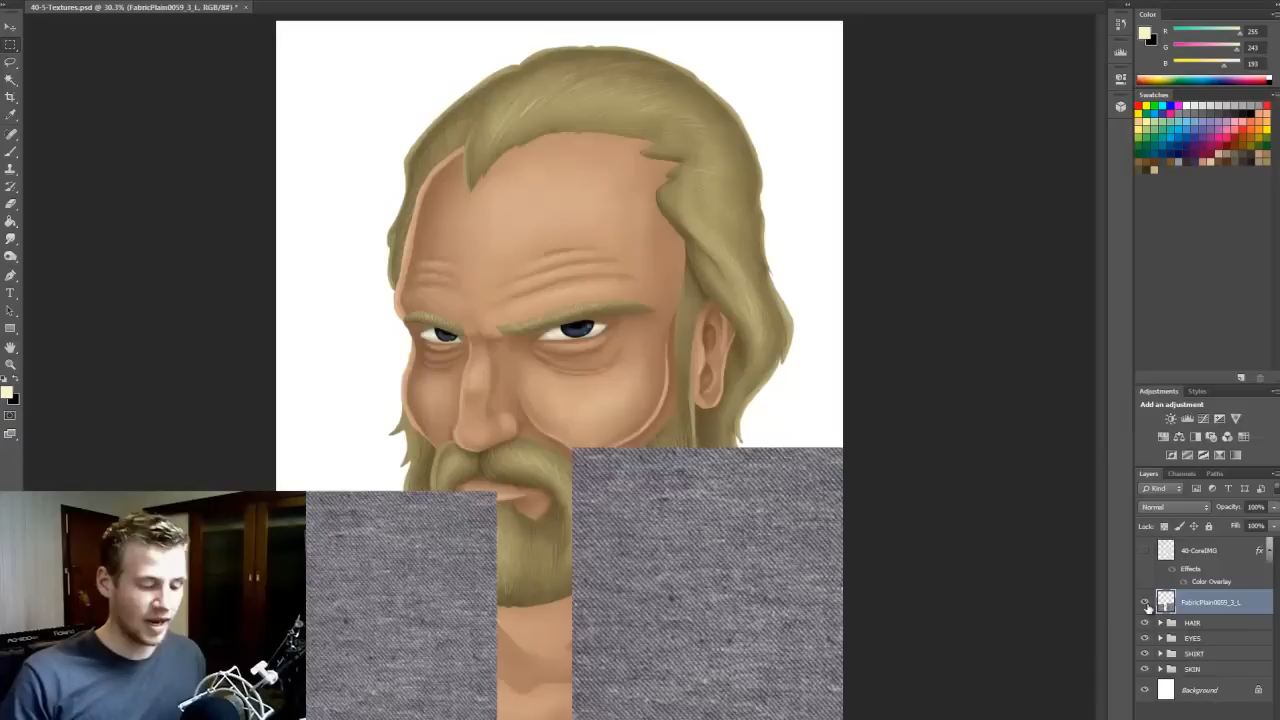 40-5-Textures.psd @ 30.3% (FabricPlain0059_3_L, RGB/8#) * ×
Color
R 255
G 243
B 193
Swatches
Adjustments Styles
Add an adjustment
Layers Channels Paths
Kind
Normal Opacity: 100%
Lock: Fill: 100%
40-CoreIMG fx
Effects
Color Overlay
FabricPlain0059_3_L
HAIR
EYES
SHIRT
SKIN
Background
Roland